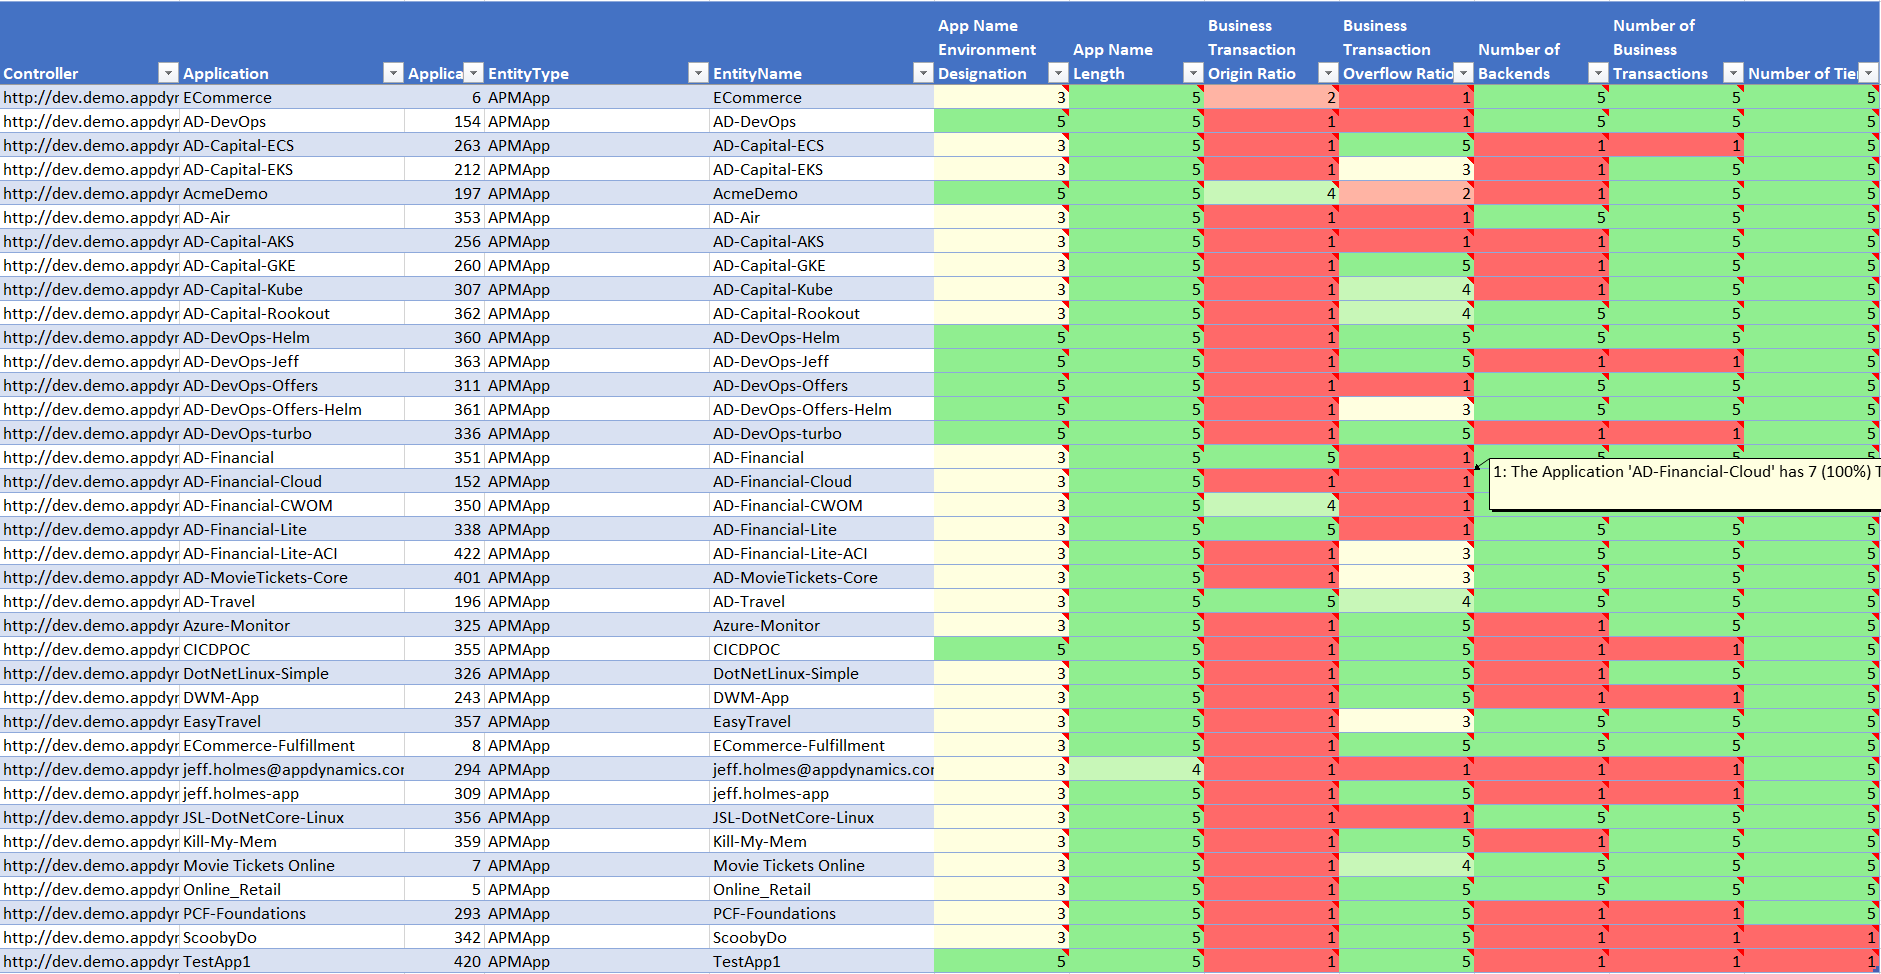 App Name Business Business Number of
Environment App Name Transaction Transaction Number of Business
Controller Application Applica EntityType EntityName Designation Length Origin Ratio Overflow Ratio Backends Transactions Number of Tie
http://dev.demo.appdyr ECommerce 6 APMApp ECommerce 3 5 2 1 5 5 5
http://dev.demo.appdyr AD-DevOps 154 APMApp AD-DevOps 5 5 1 1 5 5 5
http://dev.demo.appdyr AD-Capital-ECS 263 APMApp AD-Capital-ECS 3 5 1 5 1 1 5
http://dev.demo.appdyr AD-Capital-EKS 212 APMApp AD-Capital-EKS 3 5 1 3 1 5 5
http://dev.demo.appdyr AcmeDemo 197 APMApp AcmeDemo 5 5 4 2 1 5 5
http://dev.demo.appdyr AD-Air 353 APMApp AD-Air 3 5 1 1 5 5 5
http://dev.demo.appdyr AD-Capital-AKS 256 APMApp AD-Capital-AKS 3 5 1 1 1 5 5
http://dev.demo.appdyr AD-Capital-GKE 260 APMApp AD-Capital-GKE 3 5 1 5 1 5 5
http://dev.demo.appdyr AD-Capital-Kube 307 APMApp AD-Capital-Kube 3 5 1 4 1 5 5
http://dev.demo.appdyr AD-Capital-Rookout 362 APMApp AD-Capital-Rookout 3 5 1 4 5 5 5
http://dev.demo.appdyr AD-DevOps-Helm 360 APMApp AD-DevOps-Helm 5 5 1 5 5 5 5
http://dev.demo.appdyr AD-DevOps-Jeff 363 APMApp AD-DevOps-Jeff 5 5 1 5 1 1 5
http://dev.demo.appdyr AD-DevOps-Offers 311 APMApp AD-DevOps-Offers 5 5 1 1 5 5 5
http://dev.demo.appdyr AD-DevOps-Offers-Helm 361 APMApp AD-DevOps-Offers-Helm 5 5 1 3 5 5 5
http://dev.demo.appdyr AD-DevOps-turbo 336 APMApp AD-DevOps-turbo 5 5 1 5 1 1 5
http://dev.demo.appdyr AD-Financial 351 APMApp AD-Financial 3 5 5 1 5 5 5
http://dev.demo.appdyr AD-Financial-Cloud 152 APMApp AD-Financial-Cloud 3 5 1 1 1: The Application 'AD-Financial-Cloud' has 7 (100%) T
http://dev.demo.appdyr AD-Financial-CWOM 350 APMApp AD-Financial-CWOM 3 5 4 1
http://dev.demo.appdyr AD-Financial-Lite 338 APMApp AD-Financial-Lite 3 5 5 1 5 5 5
http://dev.demo.appdyr AD-Financial-Lite-ACI 422 APMApp AD-Financial-Lite-ACI 3 5 1 3 5 5 5
http://dev.demo.appdyr AD-MovieTickets-Core 401 APMApp AD-MovieTickets-Core 3 5 1 3 5 5 5
http://dev.demo.appdyr AD-Travel 196 APMApp AD-Travel 3 5 5 4 5 5 5
http://dev.demo.appdyr Azure-Monitor 325 APMApp Azure-Monitor 3 5 1 5 1 5 5
http://dev.demo.appdyr CICDPOC 355 APMApp CICDPOC 5 5 1 5 1 1 5
http://dev.demo.appdyr DotNetLinux-Simple 326 APMApp DotNetLinux-Simple 3 5 1 5 1 5 5
http://dev.demo.appdyr DWM-App 243 APMApp DWM-App 3 5 1 5 1 1 5
http://dev.demo.appdyr EasyTravel 357 APMApp EasyTravel 3 5 1 3 5 5 5
http://dev.demo.appdyr ECommerce-Fulfillment 8 APMApp ECommerce-Fulfillment 3 5 1 5 5 5 5
http://dev.demo.appdyr jeff.holmes@appdynamics.cor 294 APMApp jeff.holmes@appdynamics.cor 3 4 1 1 1 1 5
http://dev.demo.appdyr jeff.holmes-app 309 APMApp jeff.holmes-app 3 5 1 5 1 1 5
http://dev.demo.appdyr JSL-DotNetCore-Linux 356 APMApp JSL-DotNetCore-Linux 3 5 1 1 5 5 5
http://dev.demo.appdyr Kill-My-Mem 359 APMApp Kill-My-Mem 3 5 1 5 1 5 5
http://dev.demo.appdyr Movie Tickets Online 7 APMApp Movie Tickets Online 3 5 1 4 5 5 5
http://dev.demo.appdyr Online_Retail 5 APMApp Online_Retail 3 5 1 5 5 5 5
http://dev.demo.appdyr PCF-Foundations 293 APMApp PCF-Foundations 3 5 1 5 1 1 5
http://dev.demo.appdyr ScoobyDo 342 APMApp ScoobyDo 3 5 1 5 1 1 1
http://dev.demo.appdyr TestApp1 420 APMApp TestApp1 5 5 1 5 1 1 1